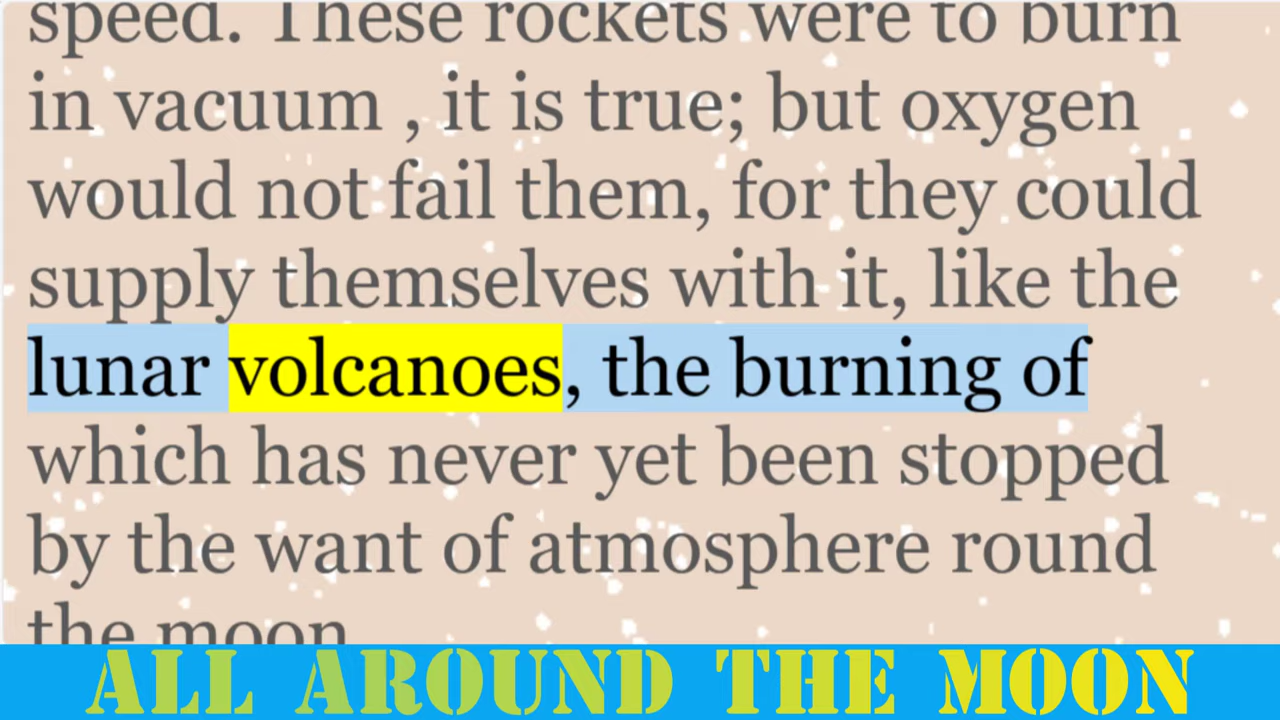 speed. These rockets were to burn
in vacuum , it is true; but oxygen
would not fail them, for they could
supply themselves with it, like the
lunar volcanoes, the burning of
which has never yet been stopped
by the want of atmosphere round
the moon
ALL AROUND THE MOON